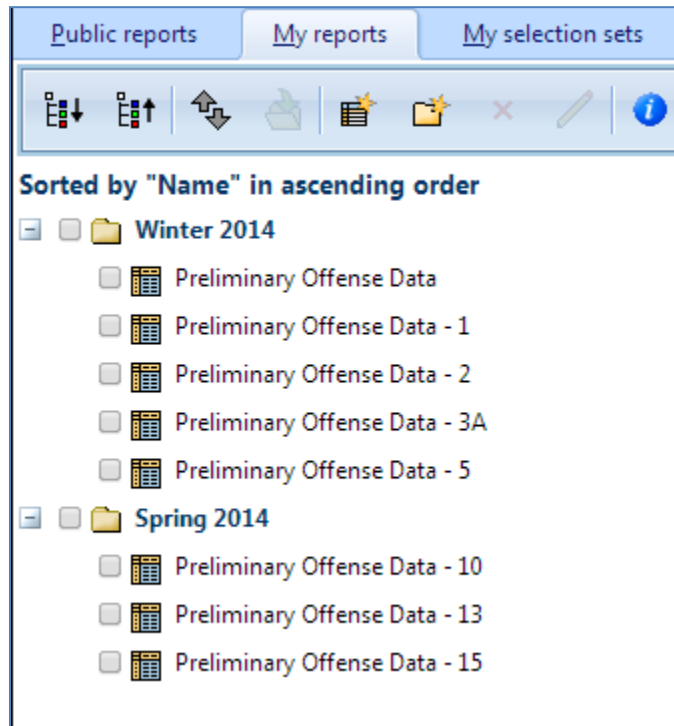 Public reports
My reports
My selection sets
Sorted by "Name" in ascending order
Winter 2014
Preliminary Offense Data
Preliminary Offense Data - 1
Preliminary Offense Data - 2
Preliminary Offense Data - 3A
Preliminary Offense Data - 5
Spring 2014
Preliminary Offense Data - 10
Preliminary Offense Data - 13
Preliminary Offense Data - 15